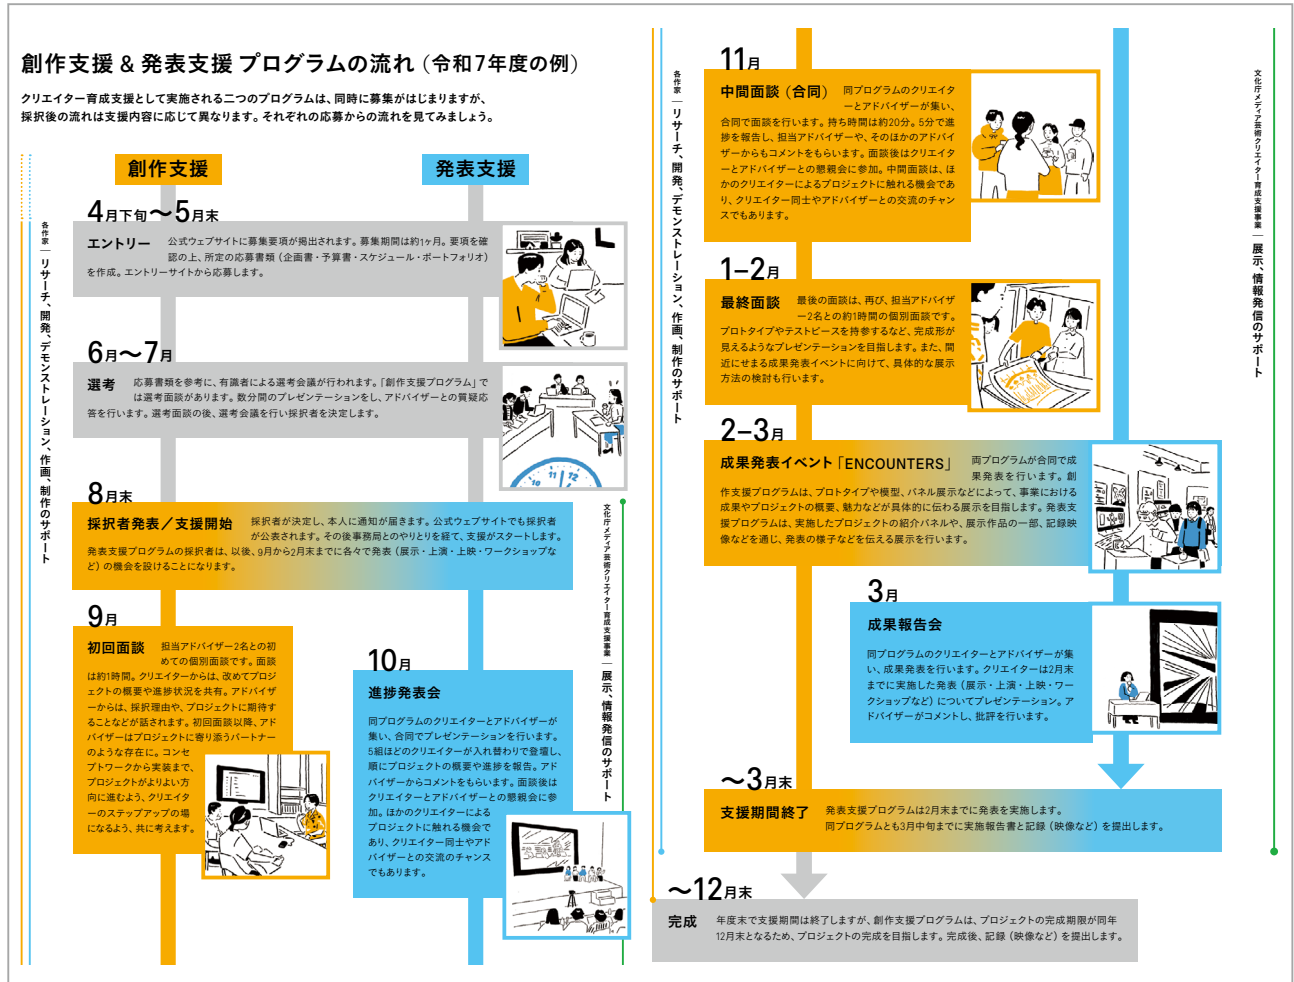 創作支援 & 発表支援 プログラムの流れ（令和7年度の例）
クリエイター育成支援として実施される二つのプログラムは、同時に募集がはじまりますが、
採択後の流れは支援内容に応じて異なります。それぞれの応募からの流れを見てみましょう。
創作支援
発表支援
各作家｜リサーチ、開発、デモンストレーション、作画、制作のサポート
4月下旬〜5月末
エントリー
公式ウェブサイトに募集要項が掲出されます。募集期間は約1ヶ月。要項を確
認の上、所定の応募書類（企画書・予算書・スケジュール・ポートフォリオ）
を作成。エントリーサイトから応募します。
6月〜7月
選考
応募書類を参考に、有識者による選考会議が行われます。「創作支援プログラム」で
は選考面談があります。数分間のプレゼンテーションをし、アドバイザーとの質疑応
答を行います。選考面談の後、選考会議を行い採択者を決定します。
10 11 12 1
8月末
採択者発表／支援開始
採択者が決定し、本人に通知が届きます。公式ウェブサイトでも採択者
が公表されます。その後事務局とのやりとりを経て、支援がスタートします。
発表支援プログラムの採択者は、以後、9月から2月末までに各々で発表（展示・上演・上映・ワークショップな
ど）の機会を設けることになります。
文化庁メディア芸術クリエイター育成支援事業｜展示、情報発信のサポート
9月
初回面談
担当アドバイザー2名との初
めての個別面談です。面談
は約1時間。クリエイターからは、改めてプロジ
ェクトの概要や進捗状況を共有。アドバイザ
ーからは、採択理由や、プロジェクトに期待す
ることなどが話されます。初回面談以降、アド
バイザーはプロジェクトに寄り添うパートナー
のような存在に。コンセ
プトワークから実装まで、
プロジェクトがよりよい方
向に進むよう、クリエイタ
ーのステップアップの場
になるよう、共に考えます。
10月
進捗発表会
同プログラムのクリエイターとアドバイザーが
集い、合同でプレゼンテーションを行います。
5組ほどのクリエイターが入れ替わりで登壇し、
順にプロジェクトの概要や進捗を報告。アド
バイザーからコメントをもらいます。面談後は
クリエイターとアドバイザーとの懇親会に参
加。ほかのクリエイターによる
プロジェクトに触れる機会で
あり、クリエイター同士やアド
バイザーとの交流のチャンス
でもあります。
各作家｜リサーチ、開発、デモンストレーション、作画、制作のサポート
11月
中間面談（合同）
同プログラムのクリエイタ
ーとアドバイザーが集い、
合同で面談を行います。持ち時間は約20分。5分で進
捗を報告し、担当アドバイザーや、そのほかのアドバイ
ザーからもコメントをもらいます。面談後はクリエイタ
ーとアドバイザーとの懇親会に参加。中間面談は、ほ
かのクリエイターによるプロジェクトに触れる機会であ
り、クリエイター同士やアドバイザーとの交流のチャン
スでもあります。
文化庁メディア芸術クリエイター育成支援事業｜展示、情報発信のサポート
1–2月
最終面談
最後の面談は、再び、担当アドバイザ
ー2名との約1時間の個別面談です。
プロトタイプやテストピースを持参するなど、完成形が
見えるようなプレゼンテーションを目指します。また、間
近にせまる成果発表イベントに向けて、具体的な展示
方法の検討も行います。
2–3月
成果発表イベント「ENCOUNTERS」
両プログラムが合同で成
果発表を行います。創
作支援プログラムは、プロトタイプや模型、パネル展示などによって、事業における
成果やプロジェクトの概要、魅力などが具体的に伝わる展示を目指します。発表支
援プログラムは、実施したプロジェクトの紹介パネルや、展示作品の一部、記録映
像などを通じ、発表の様子などを伝える展示を行います。
3月
成果報告会
同プログラムのクリエイターとアドバイザーが集
い、成果発表を行います。クリエイターは2月末
までに実施した発表（展示・上演・上映・ワー
クショップなど）についてプレゼンテーション。ア
ドバイザーがコメントし、批評を行います。
〜3月末
支援期間終了
発表支援プログラムは2月末までに発表を実施します。
同プログラムとも3月中旬までに実施報告書と記録（映像など）を提出します。
〜12月末
完成
年度末で支援期間は終了しますが、創作支援プログラムは、プロジェクトの完成期限が同年
12月末となるため、プロジェクトの完成を目指します。完成後、記録（映像など）を提出します。